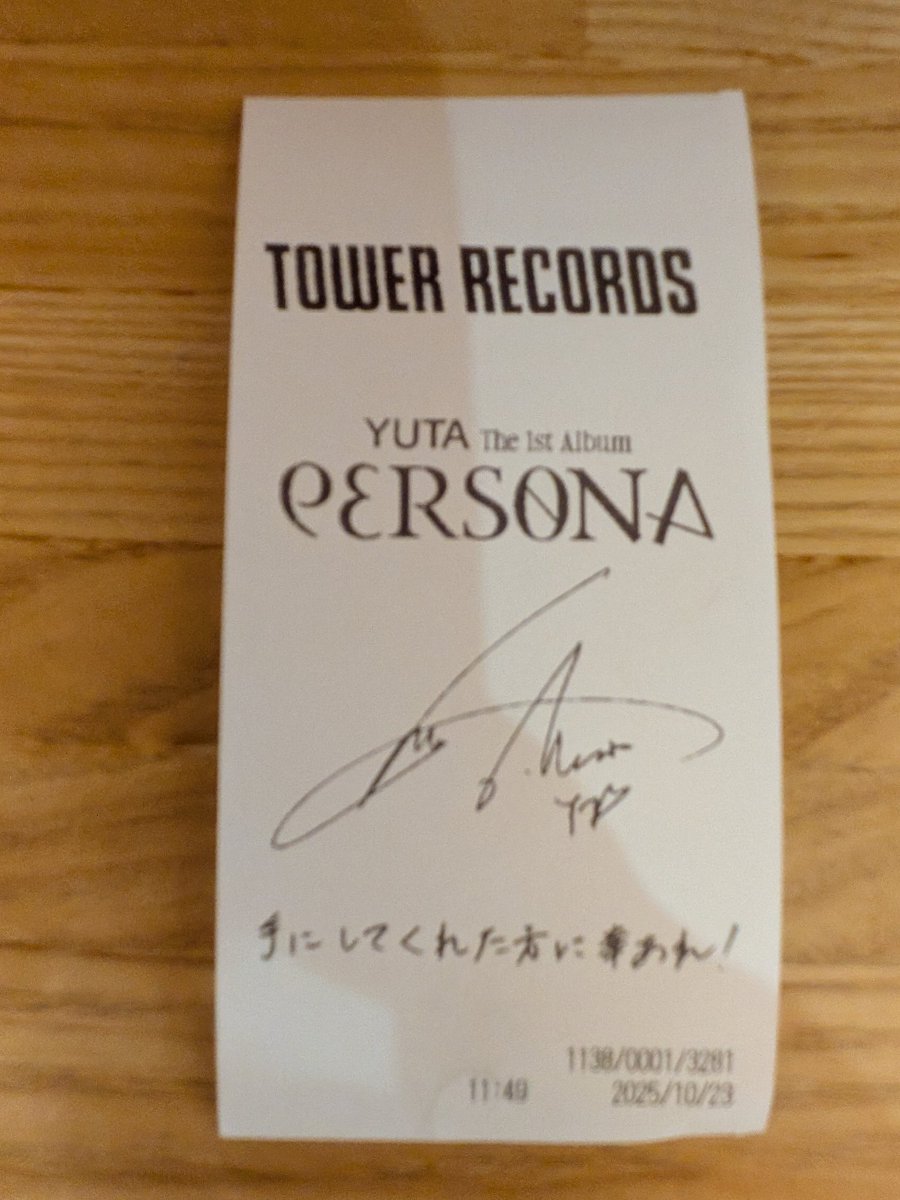 TOWER RECORDS
YUTA The 1st Album
PERSONA
手にしてくれた方に幸あれ!
1138/0001/3281
11:49 2025/10/23